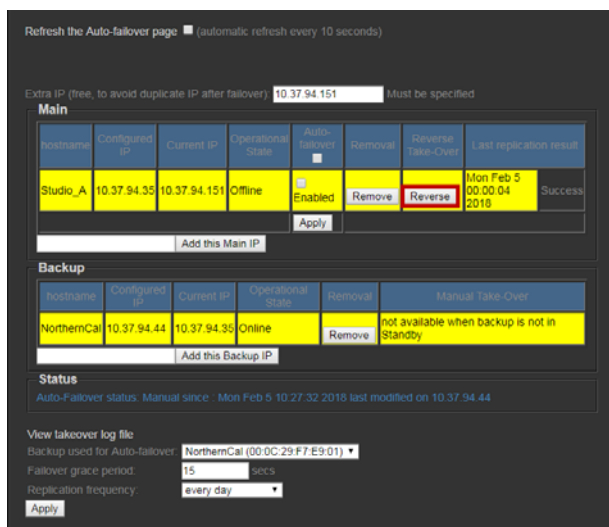 Refresh the Auto-failover page (automatic refresh every 10 seconds)
Extra IP (free, to avoid duplicate IP after failover): 10.37.94.151 Must be specified
Main
hostname Configured IP Current IP Operational State Auto-failover Removal Reverse Take-Over Last replication result
Studio_A 10.37.94.35 10.37.94.151 Offline Enabled Remove Reverse Mon Feb 5 00:00:04 2018 Success
Apply
Add this Main IP
Backup
hostname Configured IP Current IP Operational State Removal Manual Take-Over
NorthernCal 10.37.94.44 10.37.94.35 Online Remove not available when backup is not in Standby
Add this Backup IP
Status
Auto-Failover status: Manual since : Mon Feb 5 10:27:32 2018 last modified on 10.37.94.44
View takeover log file
Backup used for Auto-failover: NorthernCal (00:0C:29:F7:E9:01)
Failover grace period: 15 secs
Replication frequency: every day
Apply